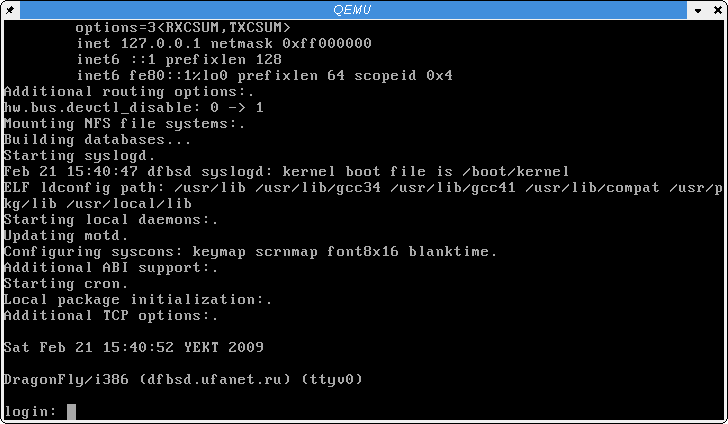 QEMU
options=3<RXCSUM,TXCSUM>
inet 127.0.0.1 netmask 0xff000000
inet6 ::1 prefixlen 128
inet6 fe80::1%lo0 prefixlen 64 scopeid 0x4
Additional routing options:.
hw.bus.devctl_disable: 0 -> 1
Mounting NFS file systems:.
Building databases...
Starting syslogd.
Feb 21 15:40:47 dfbsd syslogd: kernel boot file is /boot/kernel
ELF ldconfig path: /usr/lib /usr/lib/gcc34 /usr/lib/gcc41 /usr/lib/compat /usr/p
kg/lib /usr/local/lib
Starting local daemons:.
Updating motd.
Configuring syscons: keymap scrnmap font8x16 blanktime.
Additional ABI support:.
Starting cron.
Local package initialization:.
Additional TCP options:.
Sat Feb 21 15:40:52 YEKT 2009
DragonFly/i386 (dfbsd.ufanet.ru) (ttyv0)
login: